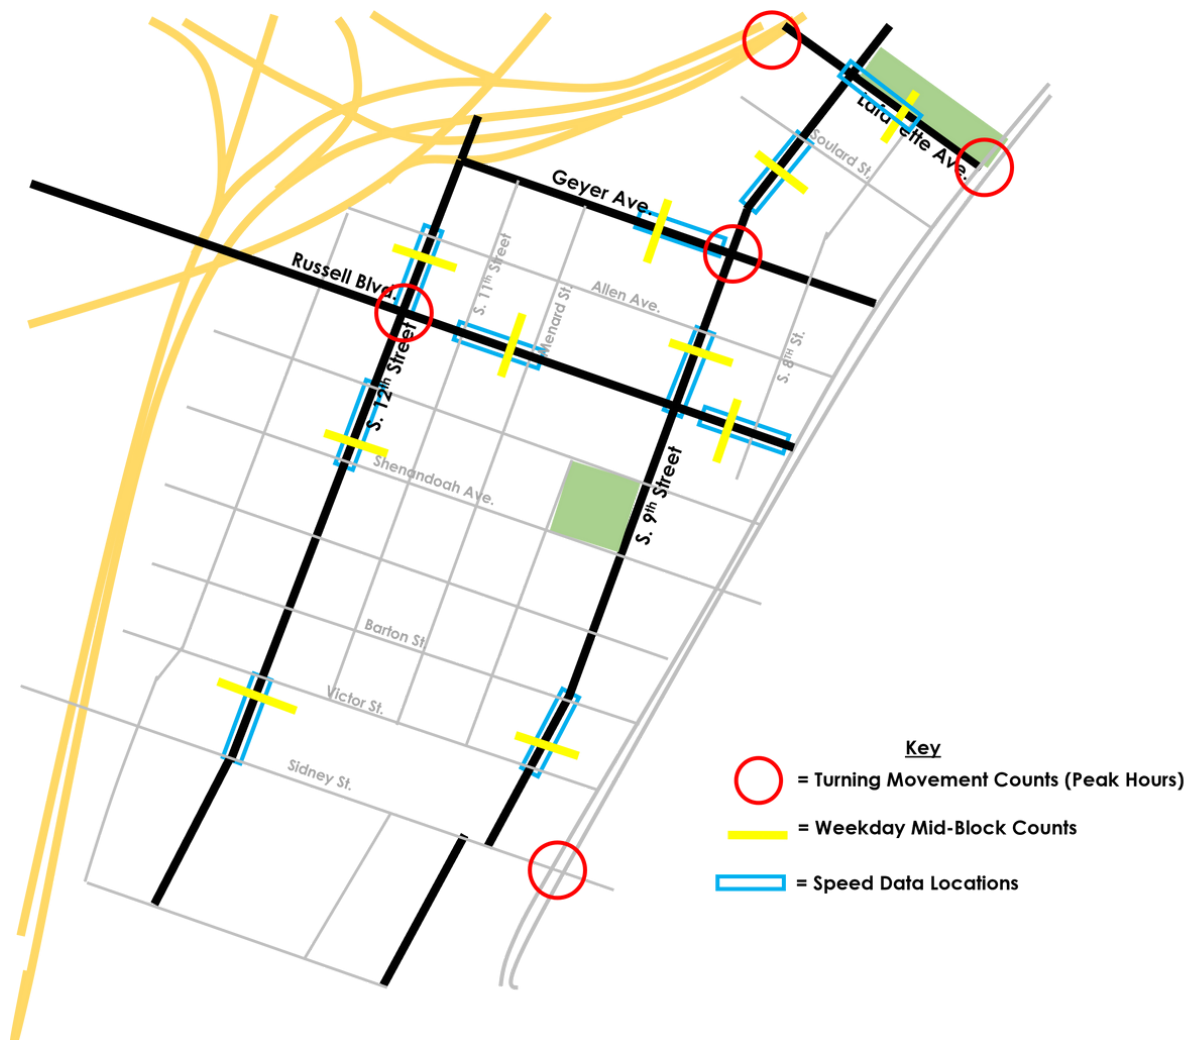 Lafayette Ave.
Soulard St.
Geyer Ave.
S. 11th Street
Russell Blvd.
Allen Ave.
Menard St.
S. 8TH St.
S. 12th Street
Shenandoah Ave.
S. 9th Street
Barton St
Victor St.
Sidney St.
Key
= Turning Movement Counts (Peak Hours)
= Weekday Mid-Block Counts
= Speed Data Locations